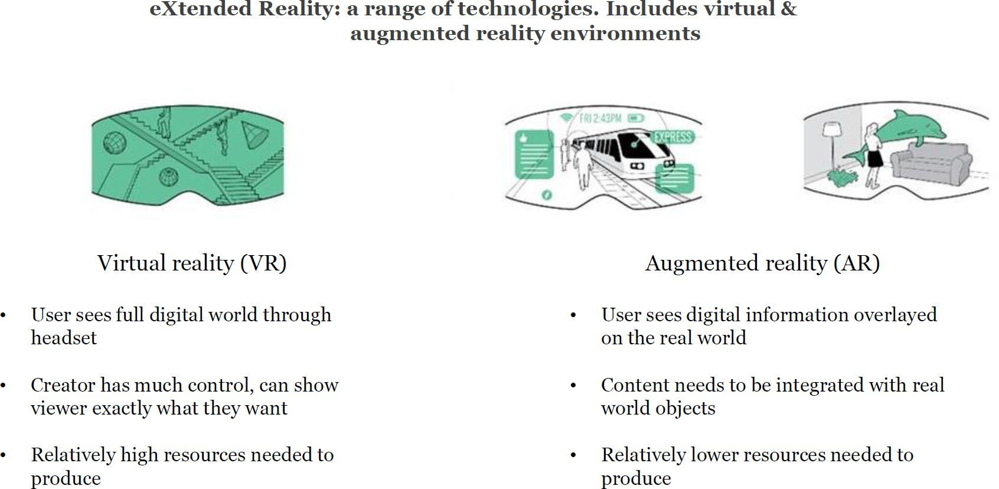 eXtended Reality: a range of technologies. Includes virtual &
augmented reality environments
FRI 2:43PM
EXPRESS
Virtual reality (VR)
• User sees full digital world through
headset
• Creator has much control, can show
viewer exactly what they want
• Relatively high resources needed to
produce
Augmented reality (AR)
• User sees digital information overlayed
on the real world
• Content needs to be integrated with real
world objects
• Relatively lower resources needed to
produce